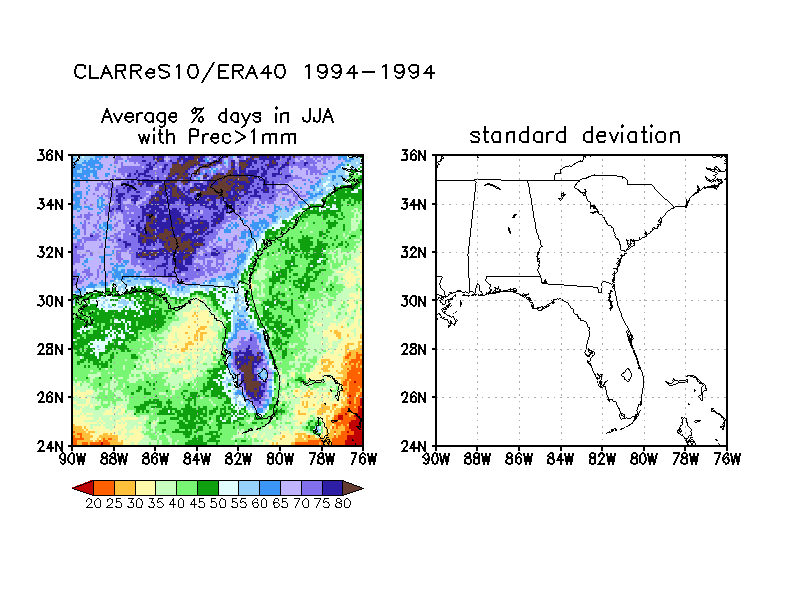 CLARReS10/ERA40 1994-1994
Average % days in JJA
with Prec>1mm
standard deviation
36N
34N
32N
30N
28N
26N
24N
90W 88W 86W 84W 82W 80W 78W 76W
36N
34N
32N
30N
28N
26N
24N
90W 88W 86W 84W 82W 80W 78W 76W
20 25 30 35 40 45 50 55 60 65 70 75 80